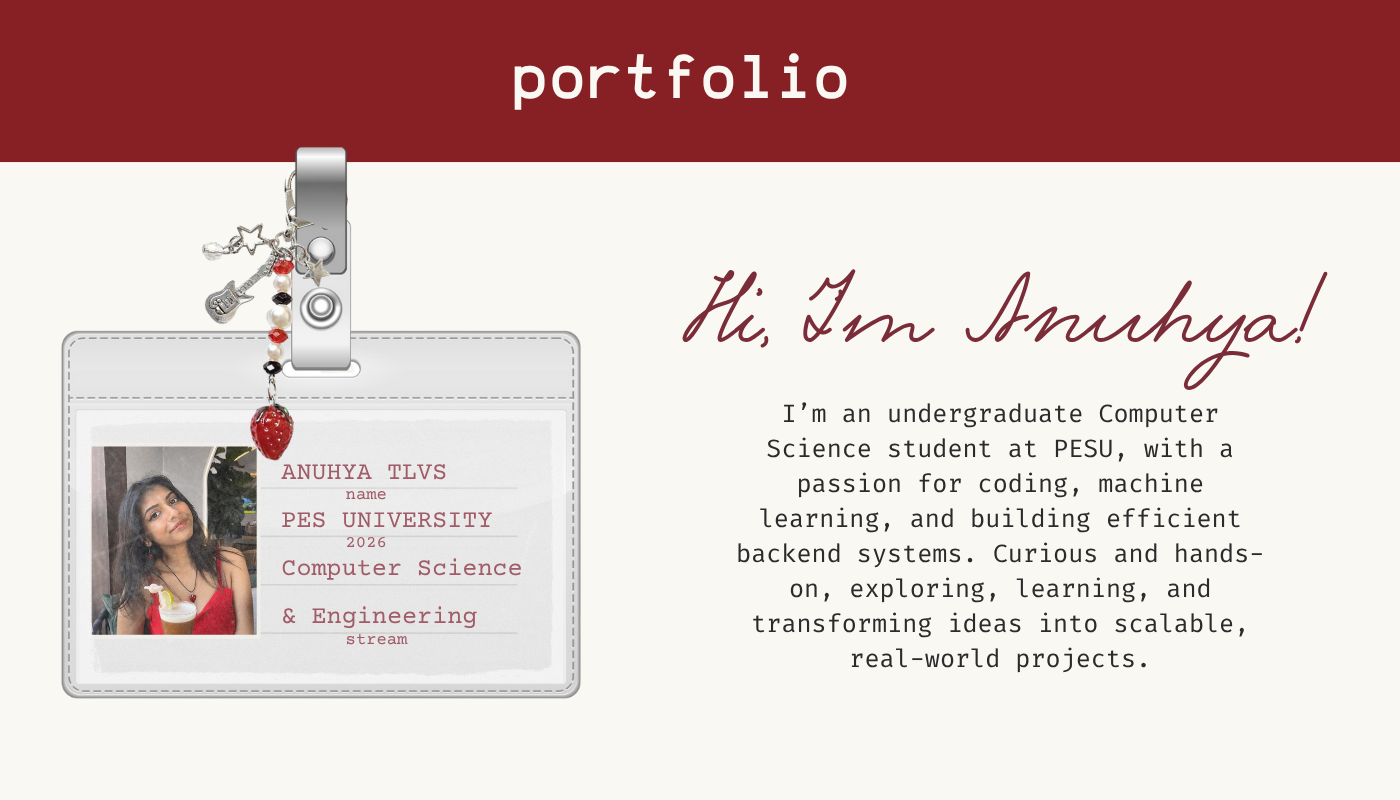 portfolio
ANUHYA TLVS
name
PES UNIVERSITY
2026
Computer Science
& Engineering
stream
Hi, I'm Anuhya!
I’m an undergraduate Computer
Science student at PESU, with a
passion for coding, machine
learning, and building efficient
backend systems. Curious and hands-
on, exploring, learning, and
transforming ideas into scalable,
real-world projects.